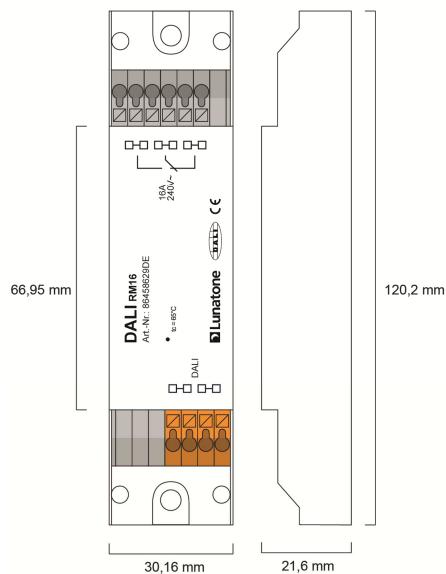 16A
240V~
DALI RM16
Art.-Nr.: 86458629DE
tc = 65°C
Lunatone
DALI
CE
DALI
66,95 mm
120,2 mm
30,16 mm
21,6 mm